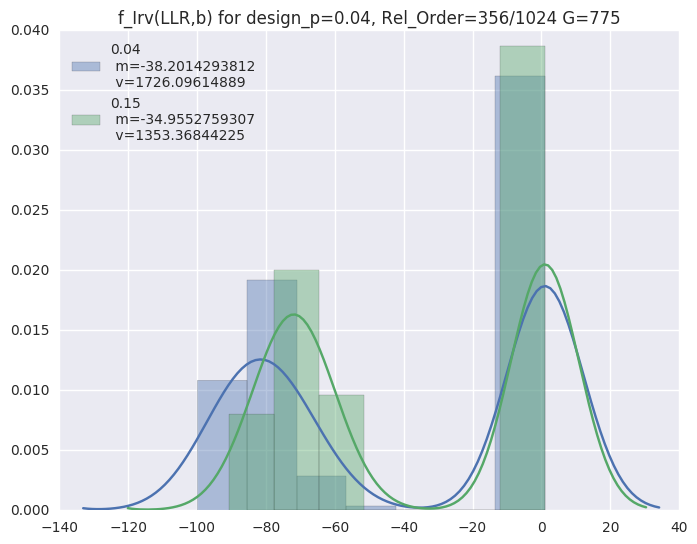 f_Irv(LLR,b) for design_p=0.04, Rel_Order=356/1024 G=775
0.040
0.035
0.030
0.025
0.020
0.015
0.010
0.005
0.000
0.04
m=-38.2014293812
v=1726.09614889
0.15
m=-34.9552759307
v=1353.36844225
−140 −120 −100 −80 −60 −40 −20 0 20 40